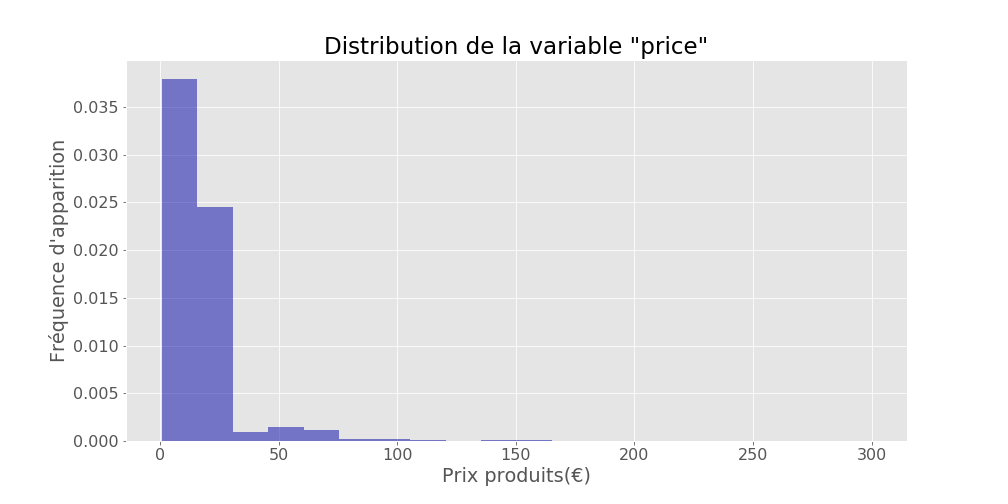 Distribution de la variable "price"
Fréquence d'apparition
0.035
0.030
0.025
0.020
0.015
0.010
0.005
0.000
0 50 100 150 200 250 300
Prix produits(€)